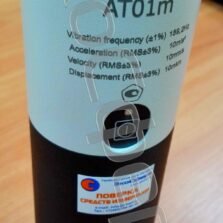 AT01m
Vibration frequency (±1%) 159,2Hz
Acceleration (RMS±3%) 10m/s²
Velocity (RMS±3%) 10mm/s
Displacement (RMS±3%) 10mkm
ПОВЕРКА
СРЕДСТВ ИЗМЕРЕНИЙ